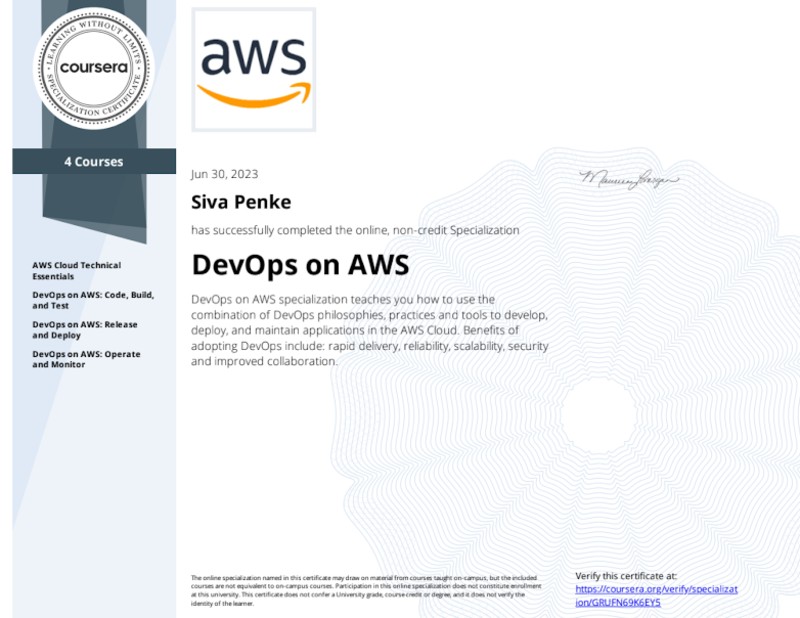 LEARNING WITHOUT LIMITS
coursera
SPECIALIZATION CERTIFICATE
4 Courses
AWS Cloud Technical
Essentials
DevOps on AWS: Code, Build,
and Test
DevOps on AWS: Release
and Deploy
DevOps on AWS: Operate
and Monitor
aws
Jun 30, 2023
Siva Penke
has successfully completed the online, non-credit Specialization
DevOps on AWS
DevOps on AWS specialization teaches you how to use the
combination of DevOps philosophies, practices and tools to develop,
deploy, and maintain applications in the AWS Cloud. Benefits of
adopting DevOps include: rapid delivery, reliability, scalability, security
and improved collaboration.
The online specialization named in this certificate may draw on material from courses taught on-campus, but the included
courses are not equivalent to on-campus courses. Participation in this online specialization does not constitute enrollment
at this university. This certificate does not confer a University grade, course credit or degree, and it does not verify the
identity of the learner.
Verify this certificate at:
https://coursera.org/verify/specializat
ion/GRUFN69K6EY5